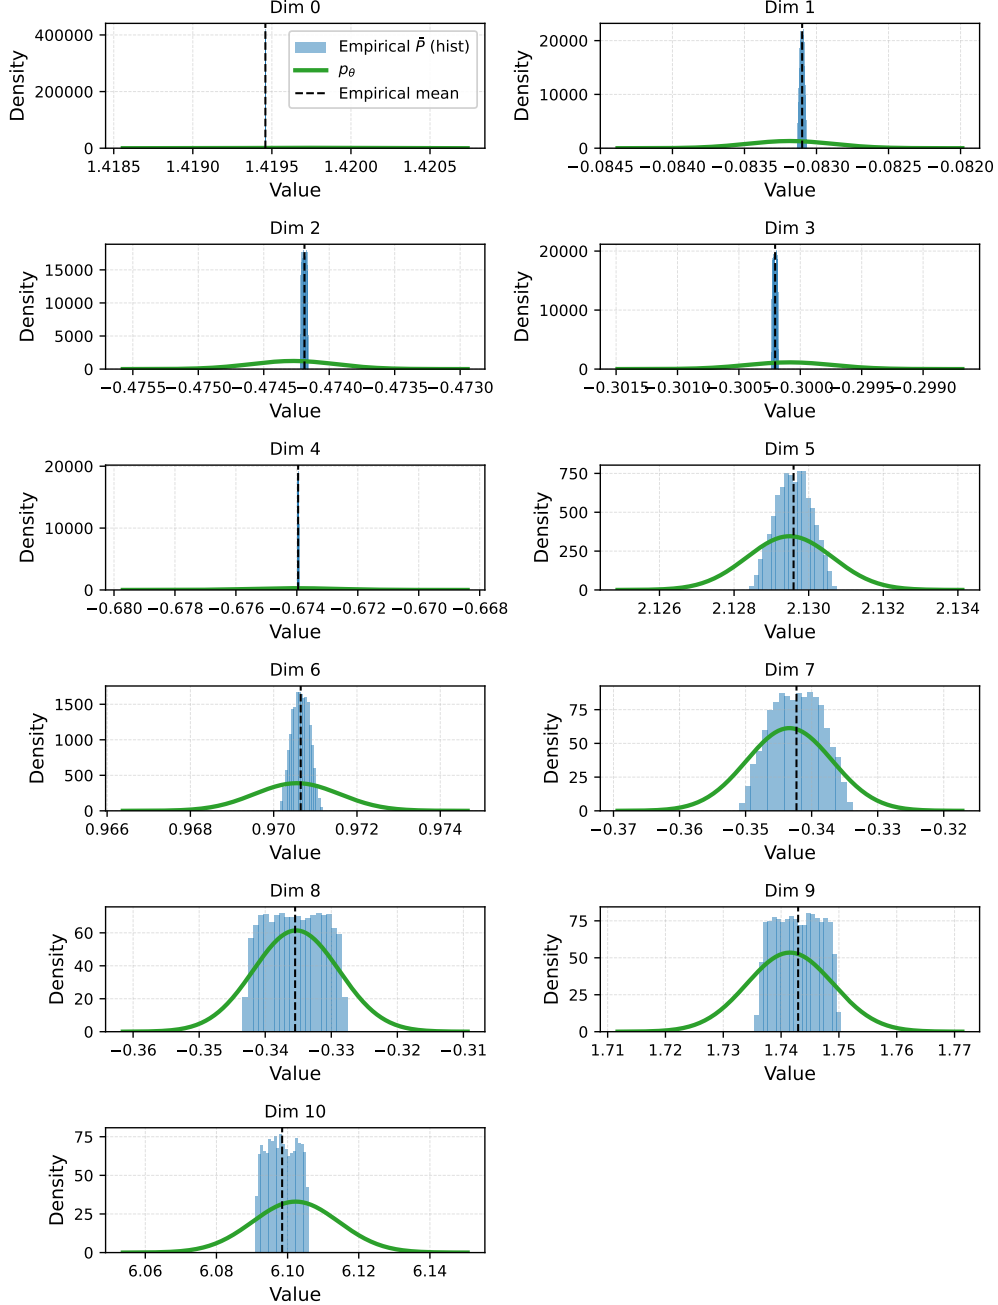 Dim 0
Density
400000
200000
0
Empirical P̄ (hist)
pθ
Empirical mean
1.4185 1.4190 1.4195 1.4200 1.4205
Value
Dim 1
Density
20000
10000
0
−0.0845 −0.0840 −0.0835 −0.0830 −0.0825 −0.0820
Value
Dim 2
Density
15000
10000
5000
0
−0.4755 −0.4750 −0.4745 −0.4740 −0.4735 −0.4730
Value
Dim 3
Density
20000
10000
0
−0.3015 −0.3010 −0.3005 −0.3000 −0.2995 −0.2990
Value
Dim 4
Density
20000
10000
0
−0.680 −0.678 −0.676 −0.674 −0.672 −0.670 −0.668
Value
Dim 5
Density
750
500
250
0
2.126 2.128 2.130 2.132 2.134
Value
Dim 6
Density
1500
1000
500
0
0.966 0.968 0.970 0.972 0.974
Value
Dim 7
Density
75
50
25
0
−0.37 −0.36 −0.35 −0.34 −0.33 −0.32
Value
Dim 8
Density
60
40
20
0
−0.36 −0.35 −0.34 −0.33 −0.32 −0.31
Value
Dim 9
Density
75
50
25
0
1.71 1.72 1.73 1.74 1.75 1.76 1.77
Value
Dim 10
Density
75
50
25
0
6.06 6.08 6.10 6.12 6.14
Value